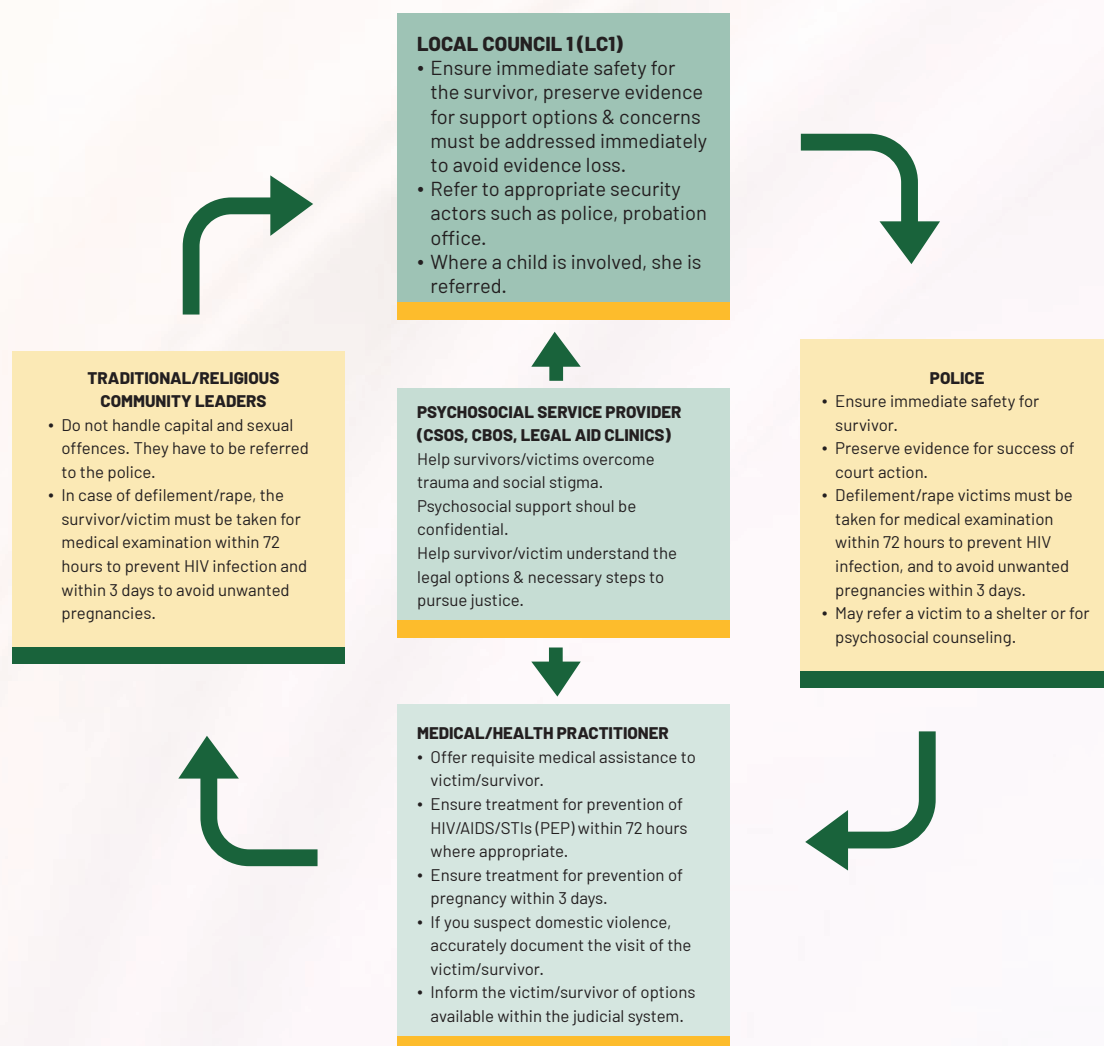 LOCAL COUNCIL 1 (LC1)
• Ensure immediate safety for
the survivor, preserve evidence
for support options & concerns
must be addressed immediately
to avoid evidence loss.
• Refer to appropriate security
actors such as police, probation
office.
• Where a child is involved, she is
referred.
TRADITIONAL/RELIGIOUS
COMMUNITY LEADERS
• Do not handle capital and sexual
offences. They have to be referred
to the police.
• In case of defilement/rape, the
survivor/victim must be taken for
medical examination within 72
hours to prevent HIV infection and
within 3 days to avoid unwanted
pregnancies.
PSYCHOSOCIAL SERVICE PROVIDER
(CSOS, CBOS, LEGAL AID CLINICS)
Help survivors/victims overcome
trauma and social stigma.
Psychosocial support shoul be
confidential.
Help survivor/victim understand the
legal options & necessary steps to
pursue justice.
POLICE
• Ensure immediate safety for
survivor.
• Preserve evidence for success of
court action.
• Defilement/rape victims must be
taken for medical examination
within 72 hours to prevent HIV
infection, and to avoid unwanted
pregnancies within 3 days.
• May refer a victim to a shelter or for
psychosocial counseling.
MEDICAL/HEALTH PRACTITIONER
• Offer requisite medical assistance to
victim/survivor.
• Ensure treatment for prevention of
HIV/AIDS/STIs (PEP) within 72 hours
where appropriate.
• Ensure treatment for prevention of
pregnancy within 3 days.
• If you suspect domestic violence,
accurately document the visit of the
victim/survivor.
• Inform the victim/survivor of options
available within the judicial system.